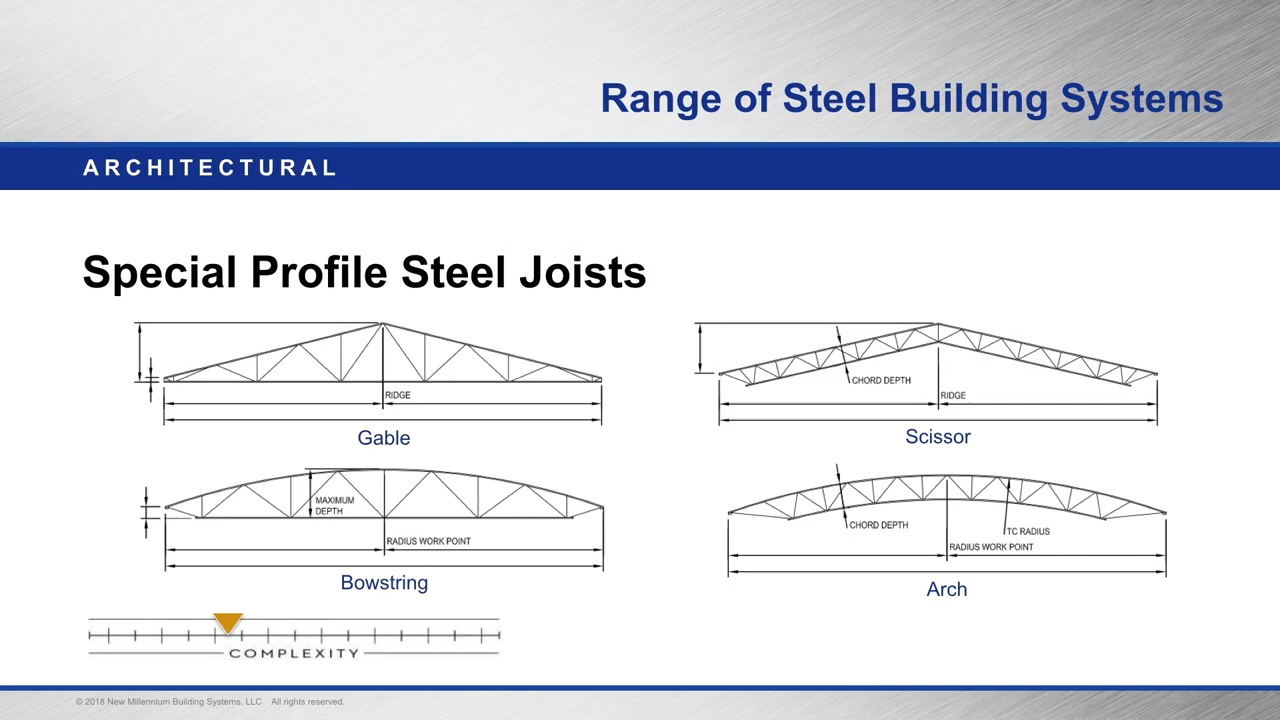 Range of Steel Building Systems
ARCHITECTURAL
Special Profile Steel Joists
RIDGE
Gable
CHORD DEPTH
RIDGE
Scissor
MAXIMUM
DEPTH
RADIUS WORK POINT
Bowstring
CHORD DEPTH
TC RADIUS
RADIUS WORK POINT
Arch
COMPLEXITY
© 2018 New Millennium Building Systems, LLC All rights reserved.